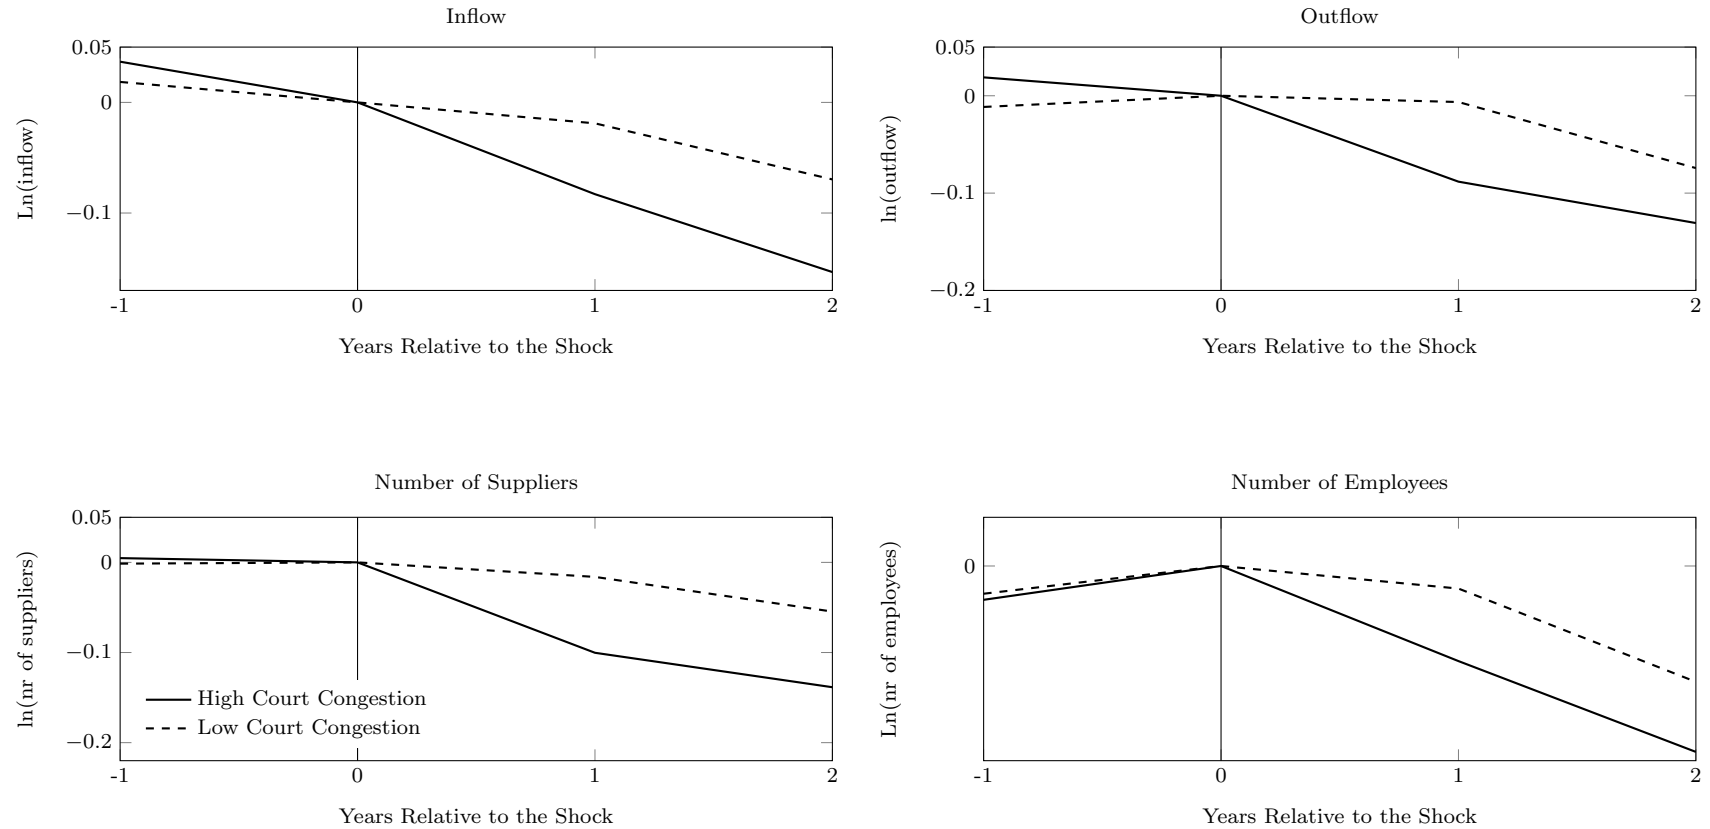 Inflow
0.05
0
−0.1
Ln(inflow)
-1 0 1 2
Years Relative to the Shock
Outflow
0.05
0
−0.1
−0.2
ln(outflow)
-1 0 1 2
Years Relative to the Shock
Number of Suppliers
0.05
0
−0.1
−0.2
ln(nr of suppliers)
High Court Congestion
Low Court Congestion
-1 0 1 2
Years Relative to the Shock
Number of Employees
0
Ln(nr of employees)
-1 0 1 2
Years Relative to the Shock